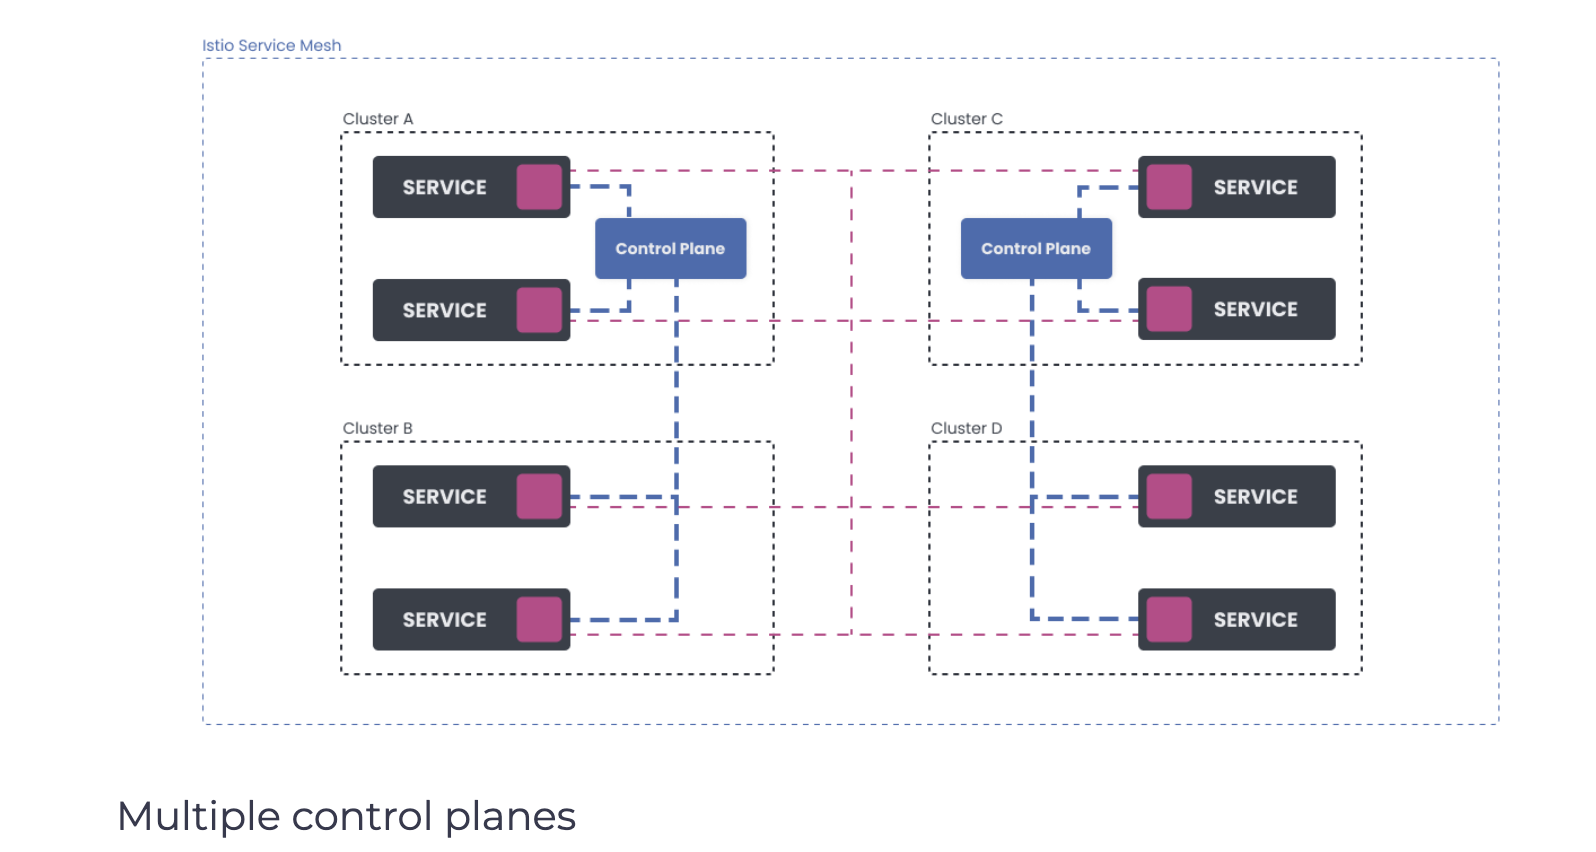 Istio Service Mesh
Cluster A
SERVICE
Control Plane
SERVICE
Cluster C
SERVICE
Control Plane
SERVICE
Cluster B
SERVICE
SERVICE
Cluster D
SERVICE
SERVICE
Multiple control planes